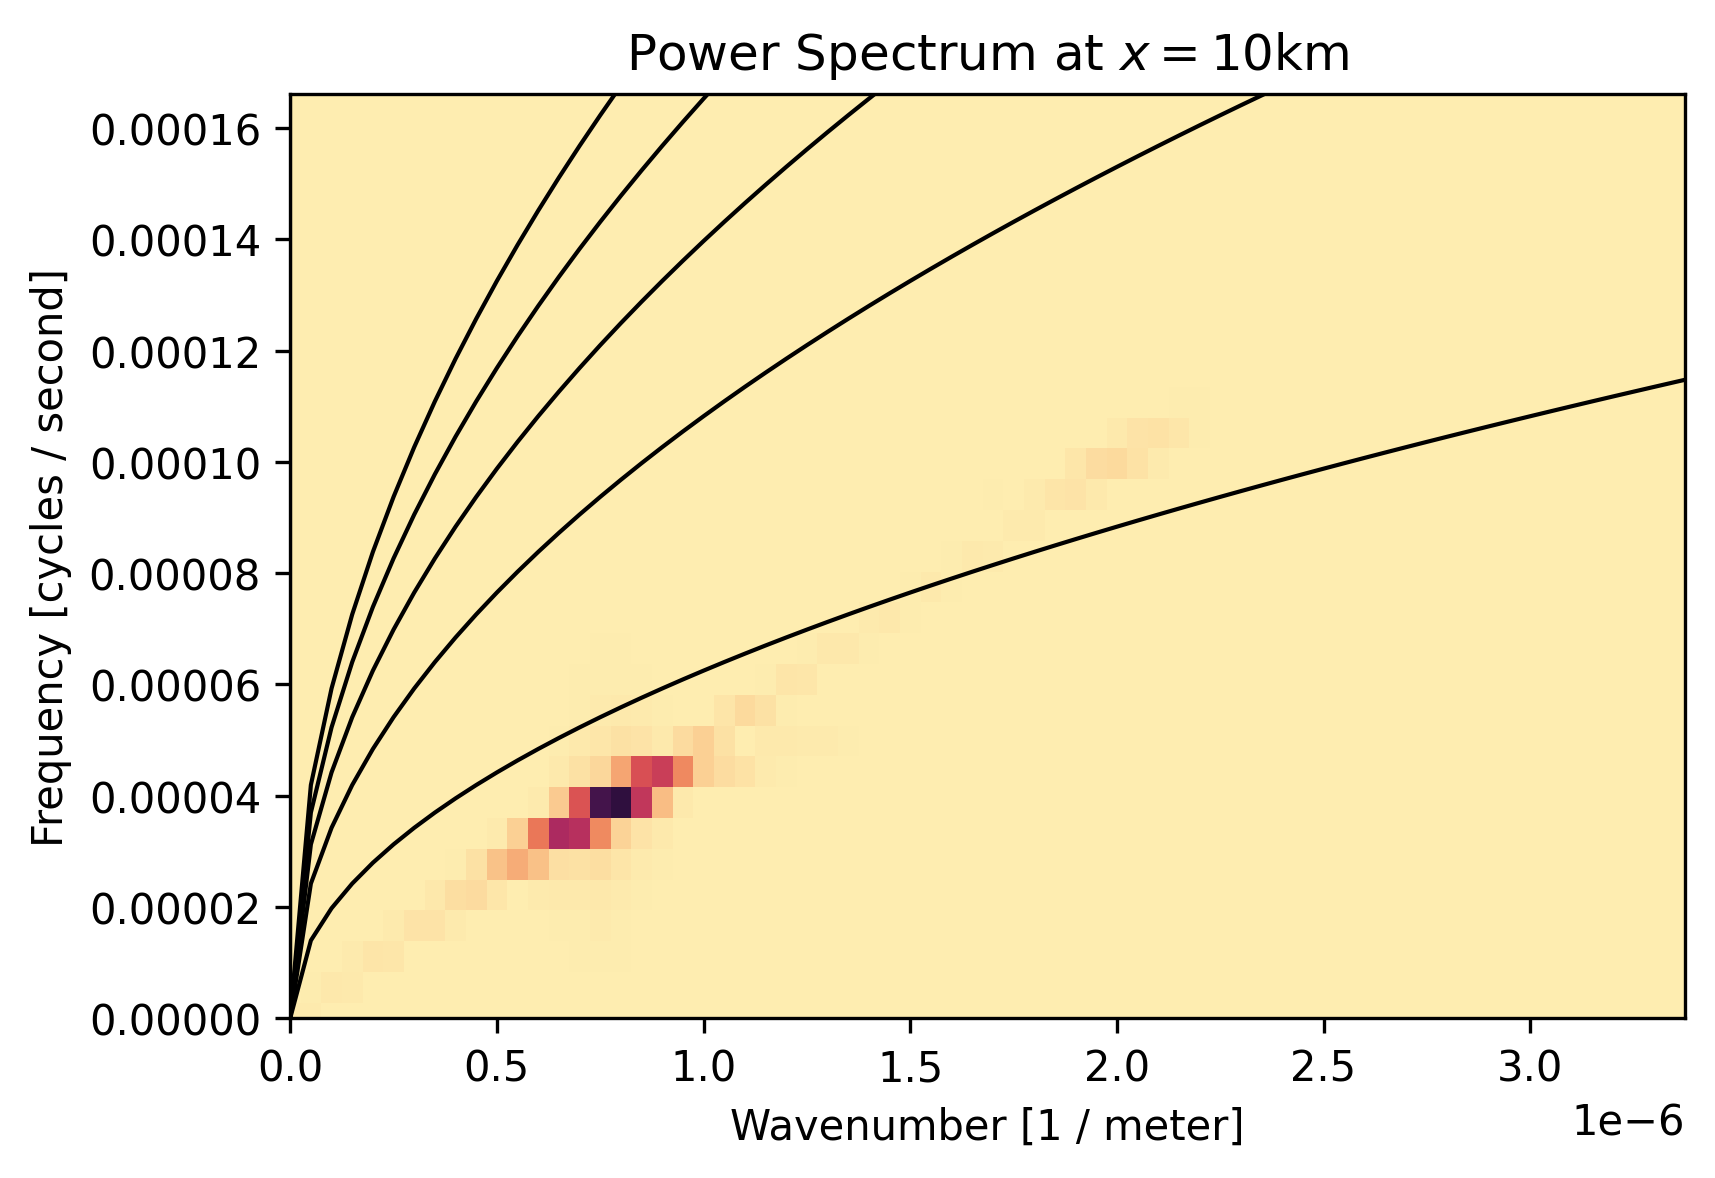 Power Spectrum at x = 10km
0.00016
0.00014
0.00012
0.00010
0.00008
0.00006
0.00004
0.00002
0.00000
Frequency [cycles / second]
0.0 0.5 1.0 1.5 2.0 2.5 3.0
1e−6
Wavenumber [1 / meter]